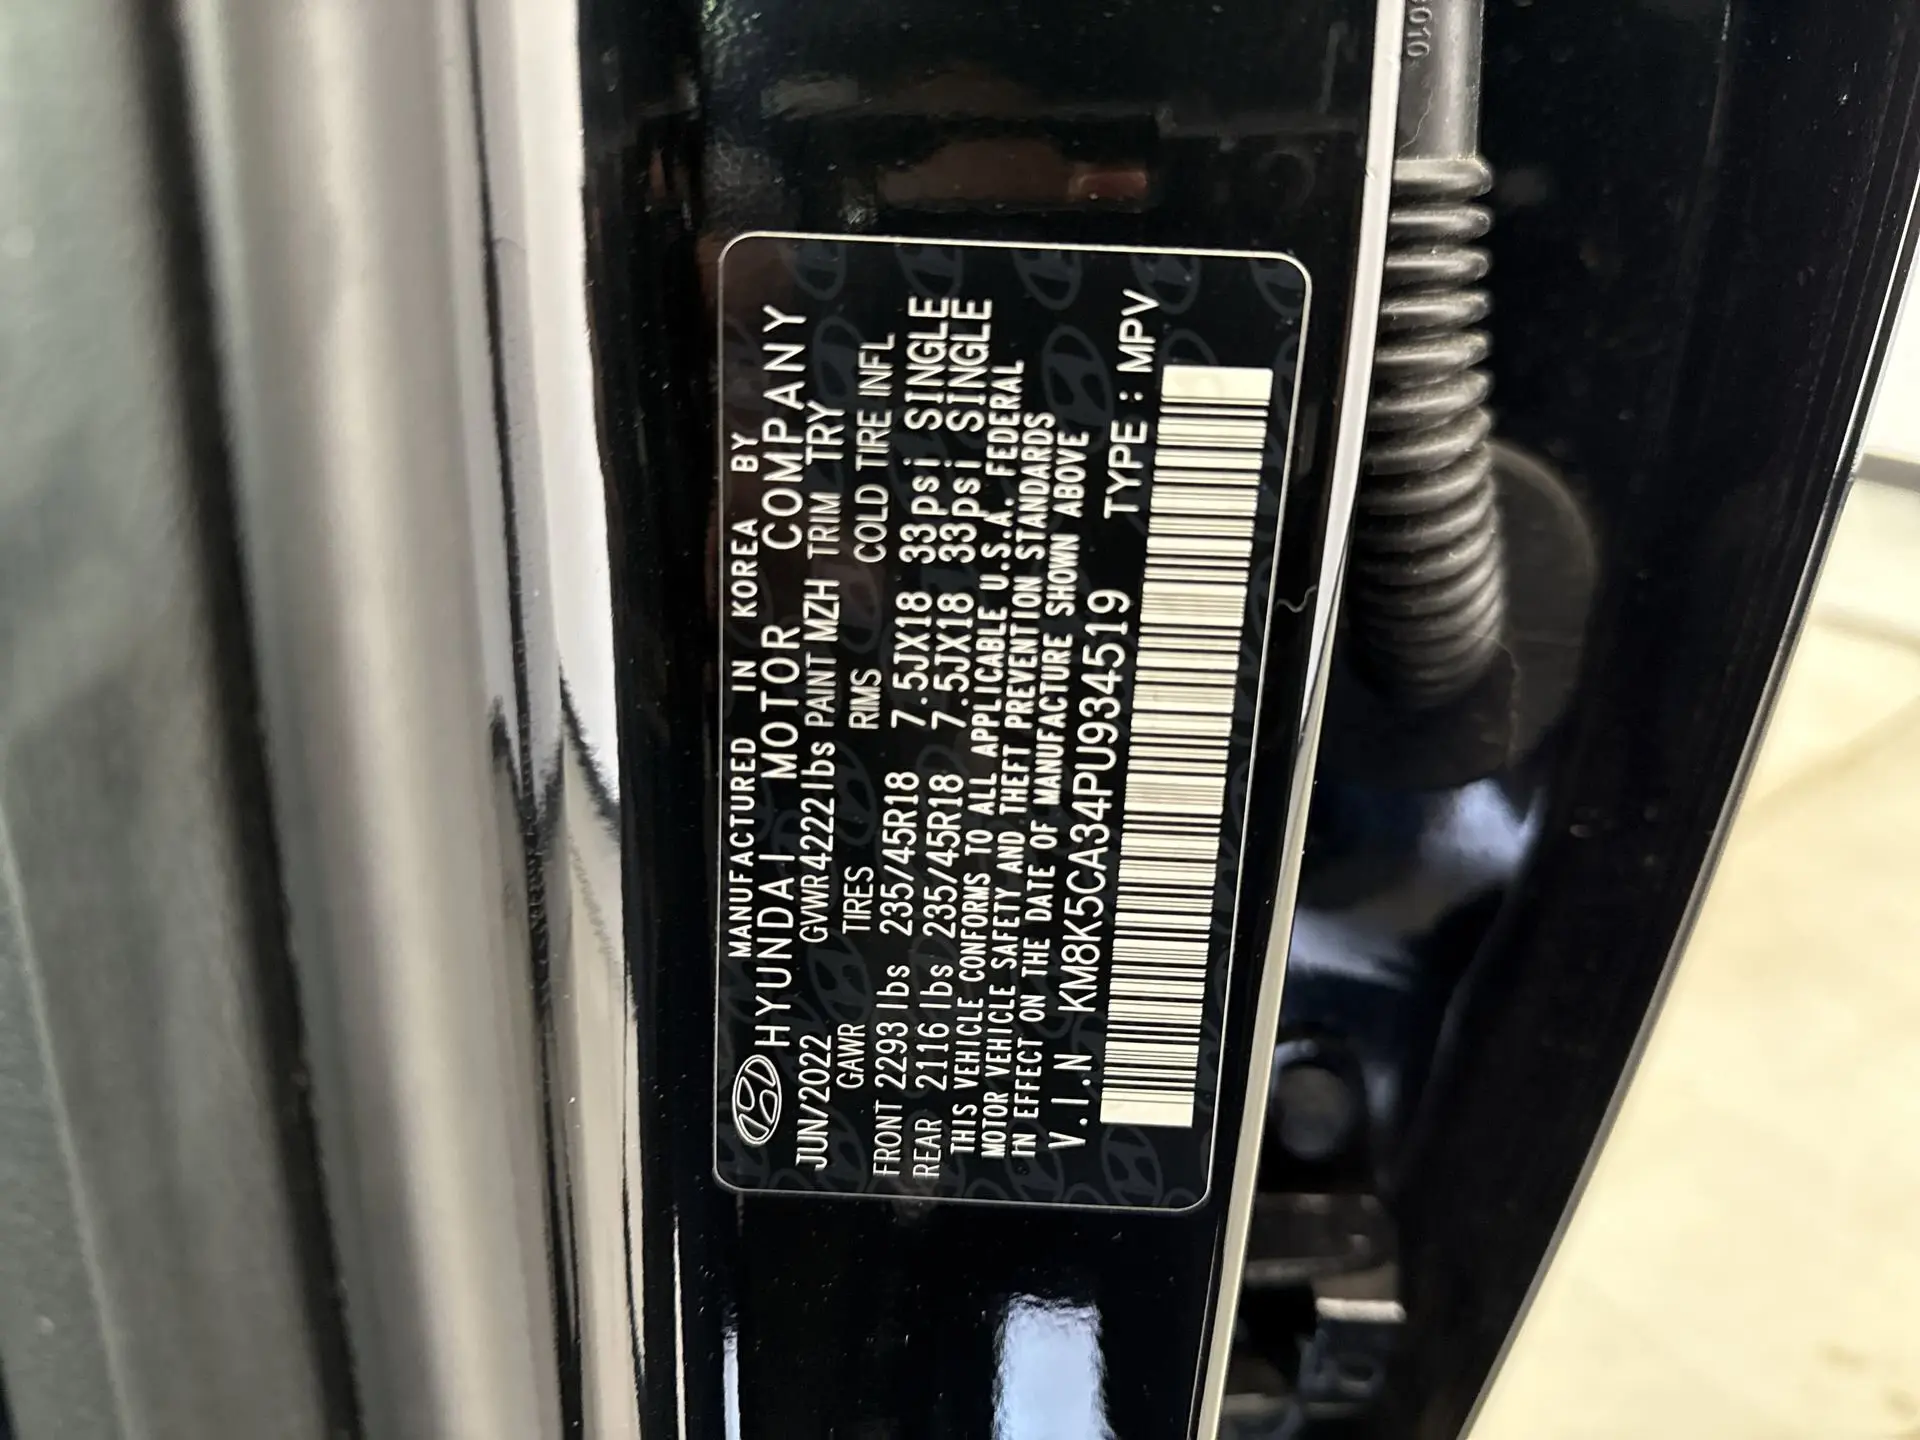 MANUFACTURED IN KOREA BY
HYUNDAI MOTOR COMPANY
JUN/2022 GVWR 4222 lbs PAINT MZH TRIM TRY
GAWR TIRES RIMS COLD TIRE INFL
FRONT 2293 lbs 235/45R18 7.5JX18 33psi SINGLE
REAR 2116 lbs 235/45R18 7.5JX18 33psi SINGLE
THIS VEHICLE CONFORMS TO ALL APPLICABLE U.S.A. FEDERAL
MOTOR VEHICLE SAFETY AND THEFT PREVENTION STANDARDS
IN EFFECT ON THE DATE OF MANUFACTURE SHOWN ABOVE
V.I.N KM8K5CA34PU934519 TYPE : MPV